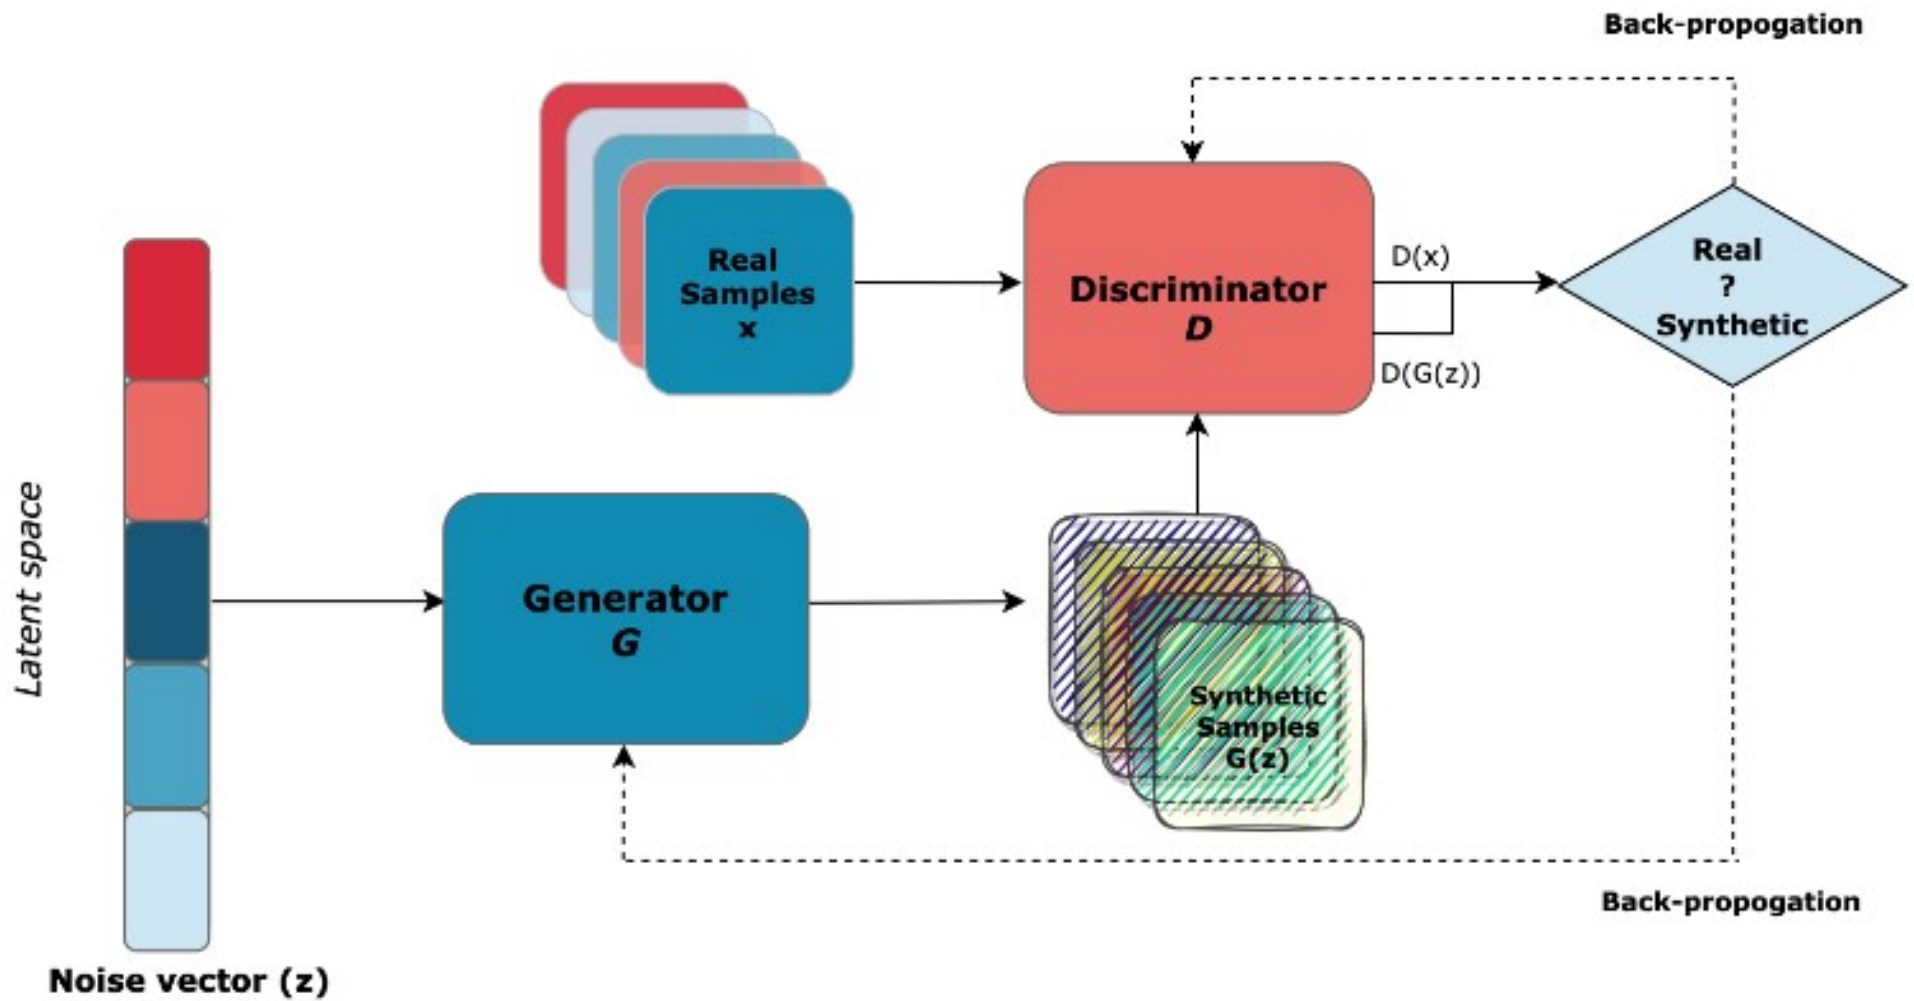 Back-propogation
Real
Samples
x
Discriminator
D
D(x)
D(G(z))
Real
?
Synthetic
Latent space
Generator
G
Synthetic
Samples
G(z)
Back-propogation
Noise vector (z)